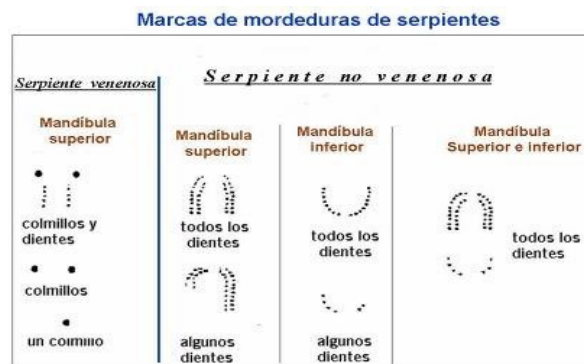 Marcas de mordeduras de serpientes
Serpiente venenosa
Serpiente no venenosa
Mandíbula
superior
colmillos y
dientes
colmillos
un colmillo
Mandíbula
superior
todos los
dientes
algunos
dientes
Mandíbula
inferior
todos los
dientes
algunos
dientes
Mandíbula
Superior e inferior
todos los
dientes